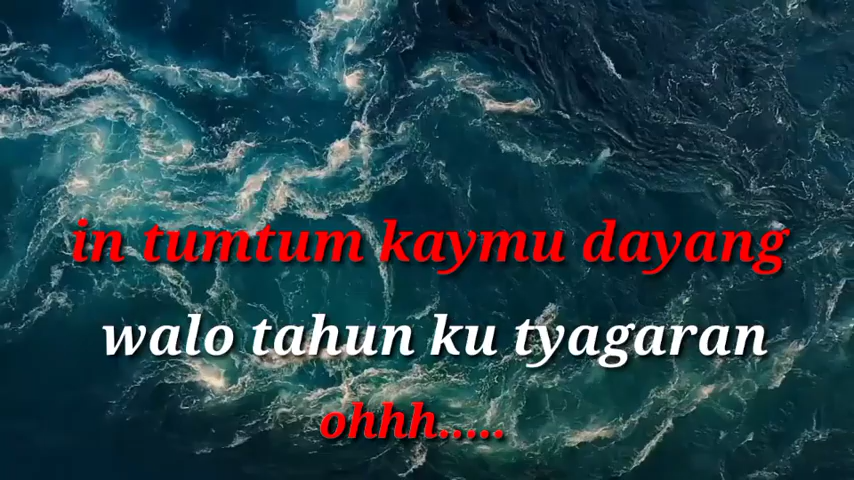 in tumtum kaymu dayang
walo tahun ku tyagaran
ohhh.....